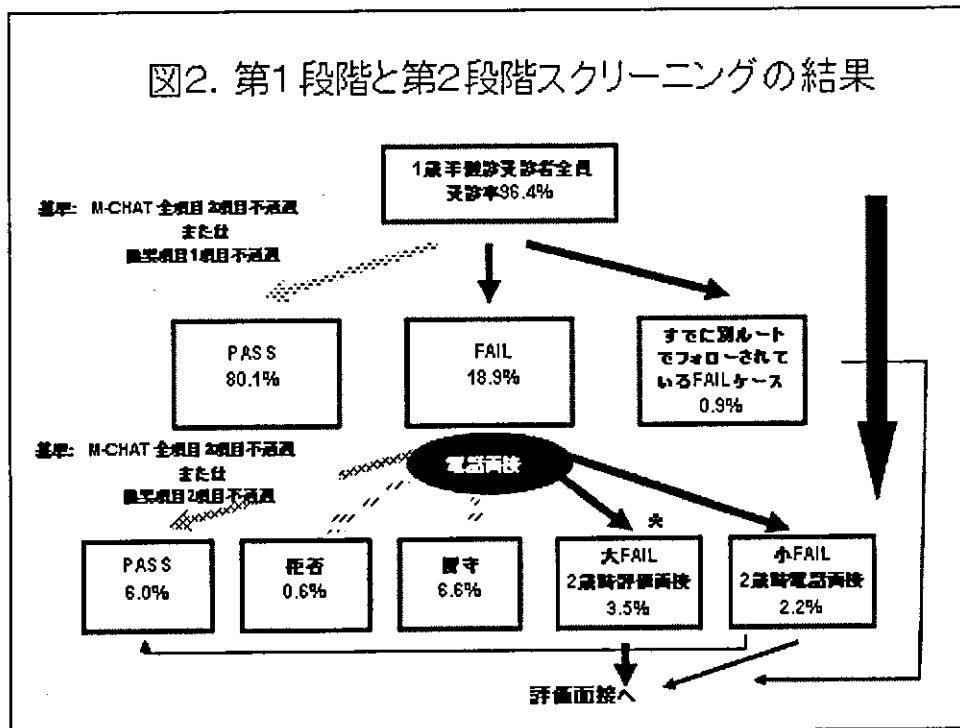 図2. 第1段階と第2段階スクリーニングの結果
1歳半健診受診者全員
受診率96.4%
基準: M-CHAT 全項目3項目不通過
または
重要項目1項目不通過
PASS
80.1%
FAIL
18.9%
すでに別ルート
でフォローされて
いるFAILケース
0.9%
基準: M-CHAT 全項目3項目不通過
または
重要項目2項目不通過
電話面接
*
PASS
6.0%
拒否
0.6%
留守
6.6%
大FAIL
2歳時評価面接
3.5%
小FAIL
2歳時電話面接
2.2%
評価面接へ